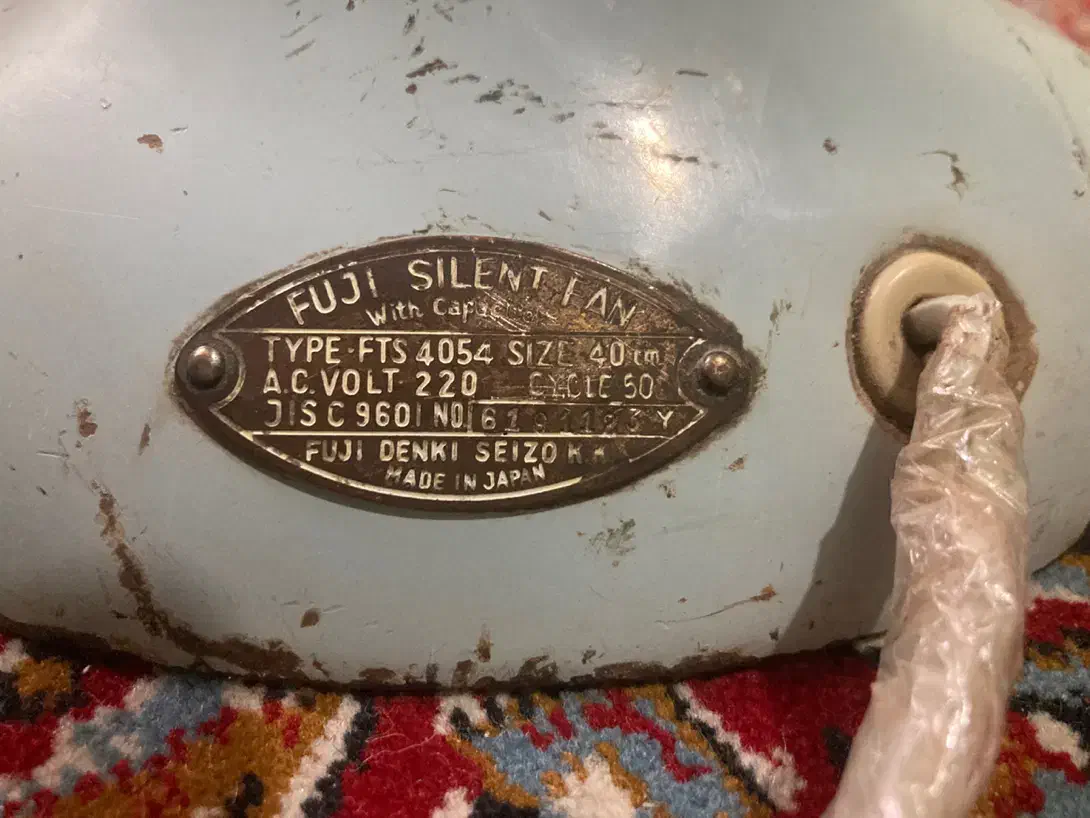 FUJI SILENT FAN
With
TYPE-FTS 4054 SIZE 40 cm
A.C. VOLT 220 CYCLE 50
JIS C 9601 NO. Y
FUJI DENKI SEIZO K.K.
MADE IN JAPAN